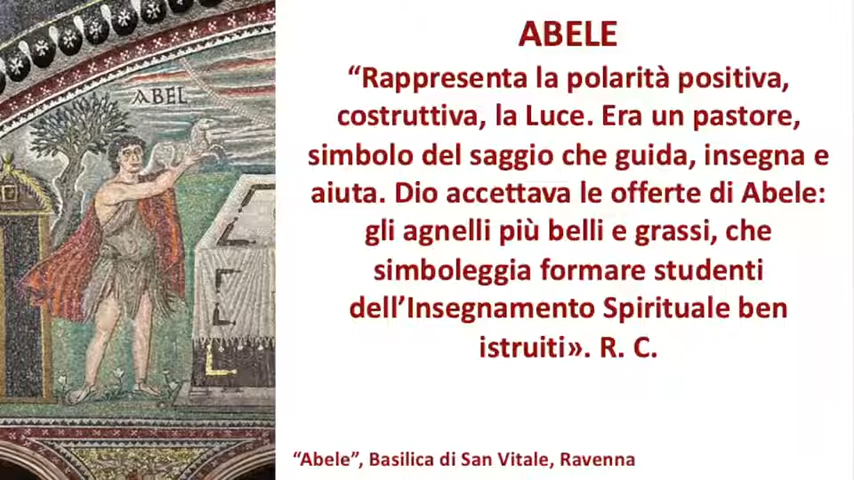 ABEL
ABELE
“Rappresenta la polarità positiva,
costruttiva, la Luce. Era un pastore,
simbolo del saggio che guida, insegna e
aiuta. Dio accettava le offerte di Abele:
gli agnelli più belli e grassi, che
simboleggia formare studenti
dell’Insegnamento Spirituale ben
istruiti». R. C.
“Abele”, Basilica di San Vitale, Ravenna